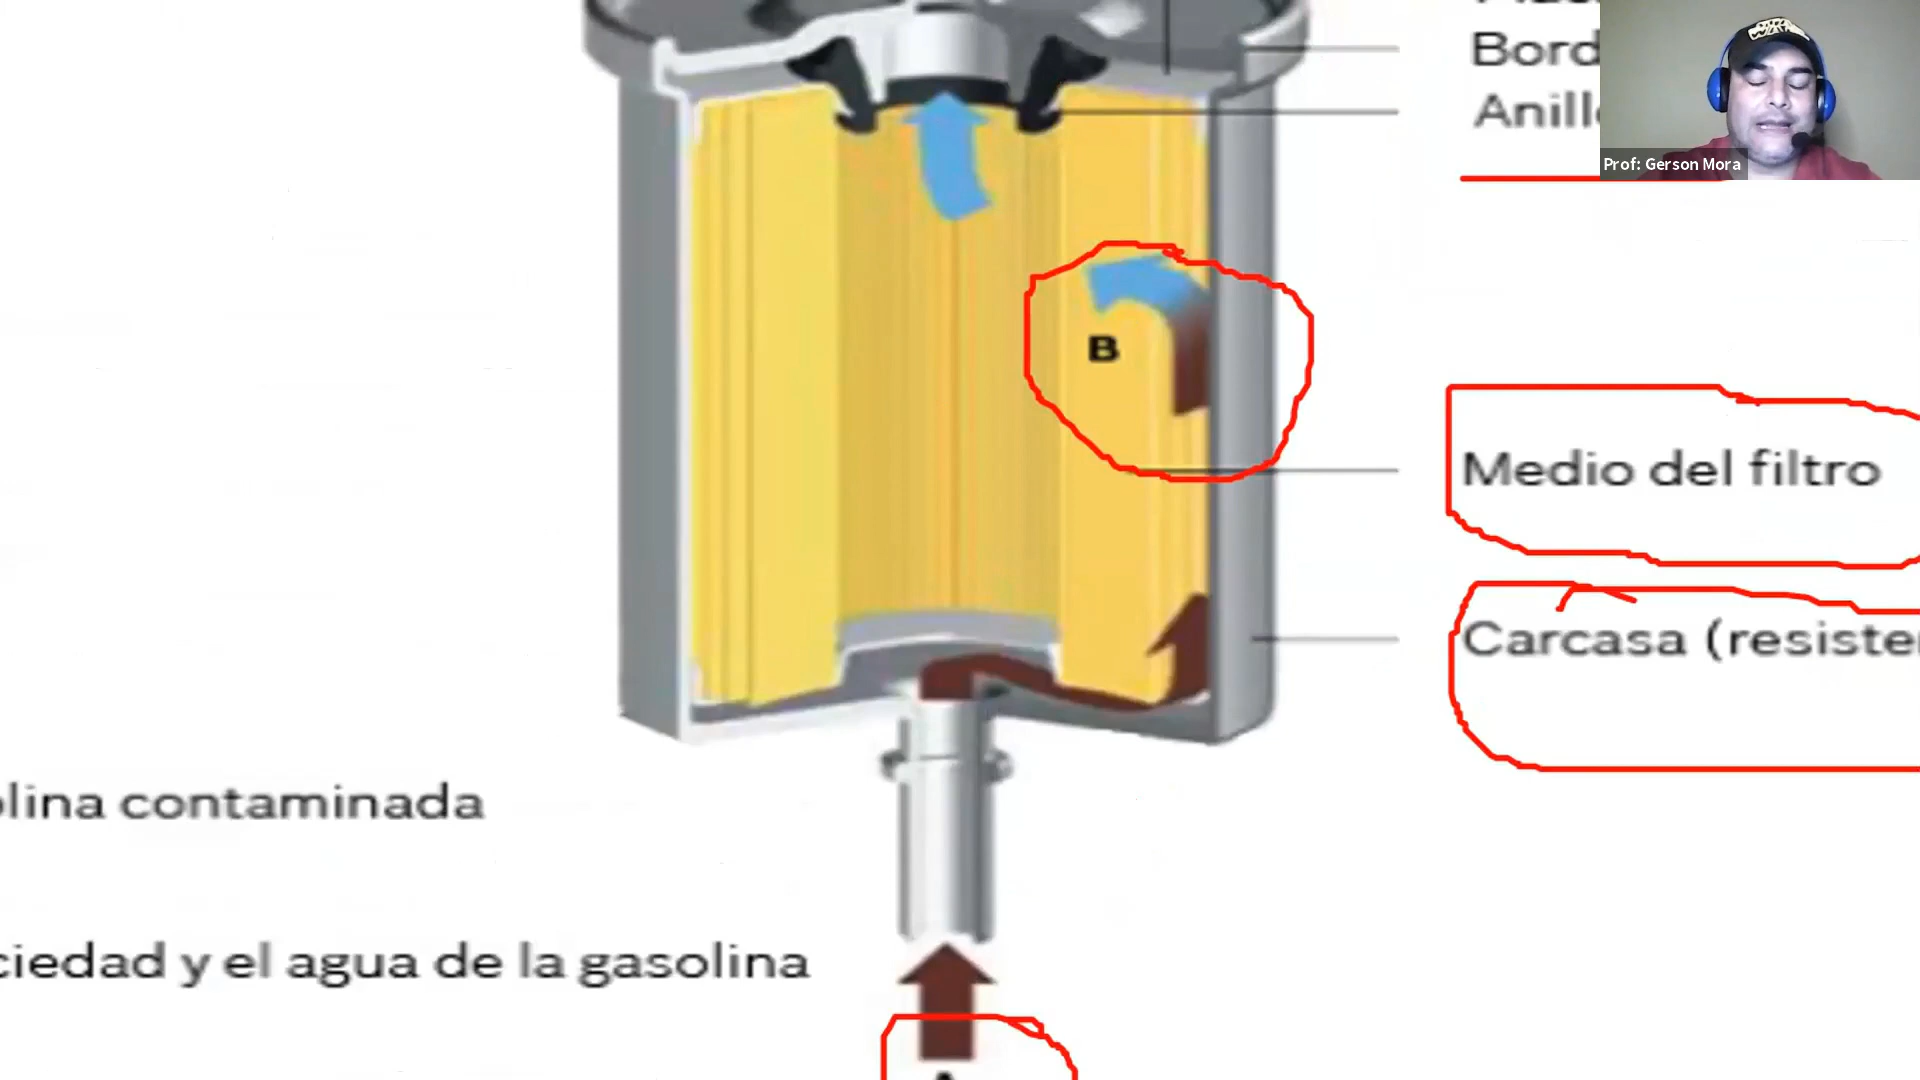 Bord
Anill
Prof: Gerson Mora
B
Medio del filtro
Carcasa (resiste
lina contaminada
ciedad y el agua de la gasolina